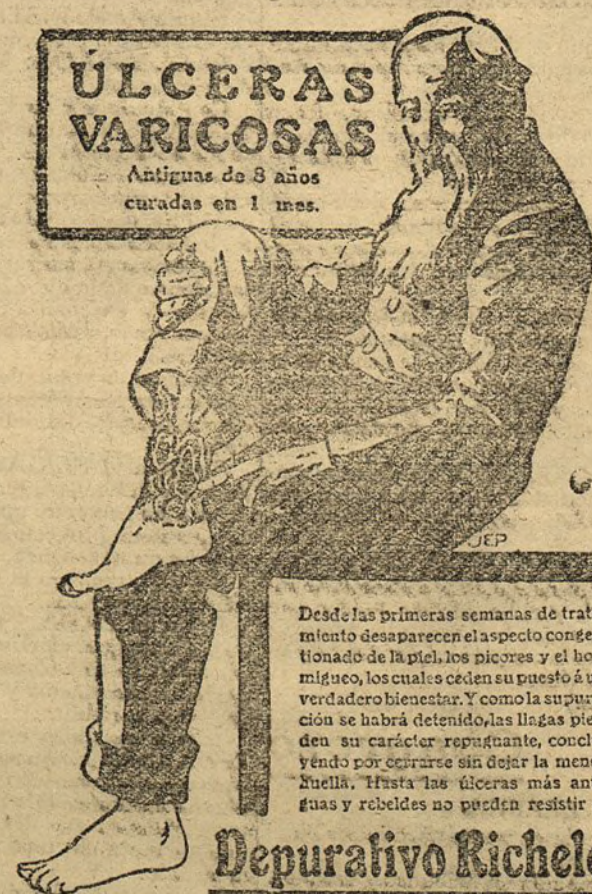 ÚLCERAS
VARICOSAS
Antiguas de 8 años
curadas en 1 mes.
JEP
Desde las primeras semanas de trat
miento desaparecen el aspecto conge
tionado de la piel, los picores y el ho
migueo, los cuales ceden su puesto á u
verdadero bienestar. Y como la supur
ción se habrá detenido, las llagas pie
den su carácter repugnante, concl
yendo por cerrarse sin dejar la men
huella. Hasta las úlceras más an
guas y rebeldes no pueden resistir
Depurativo Richele